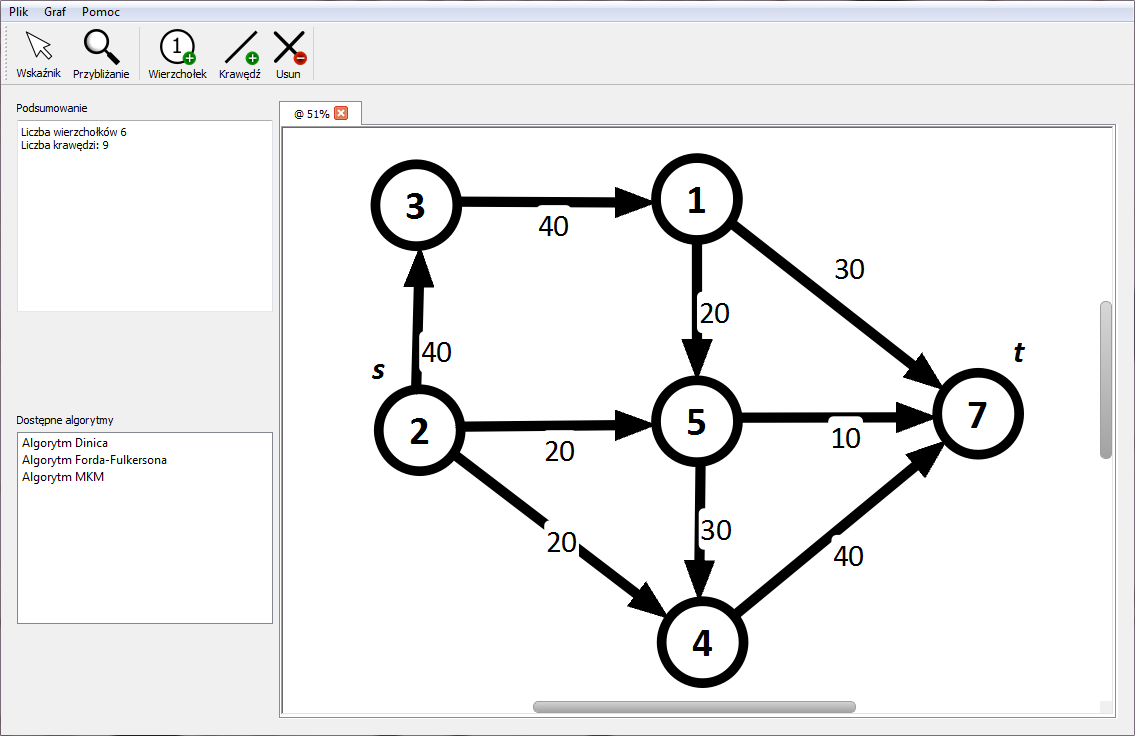 Plik Graf Pomoc
1
Wskaźnik Przybliżanie Wierzchołek Krawędź Usun
Podsumowanie
Liczba wierzchołków 6
Liczba krawędzi: 9
Dostępne algorytmy
Algorytm Dinica
Algorytm Forda-Fulkersona
Algorytm MKM
@ 51%
3
1
40
30
20
40
s
t
2
5
7
20
10
20
30
40
4